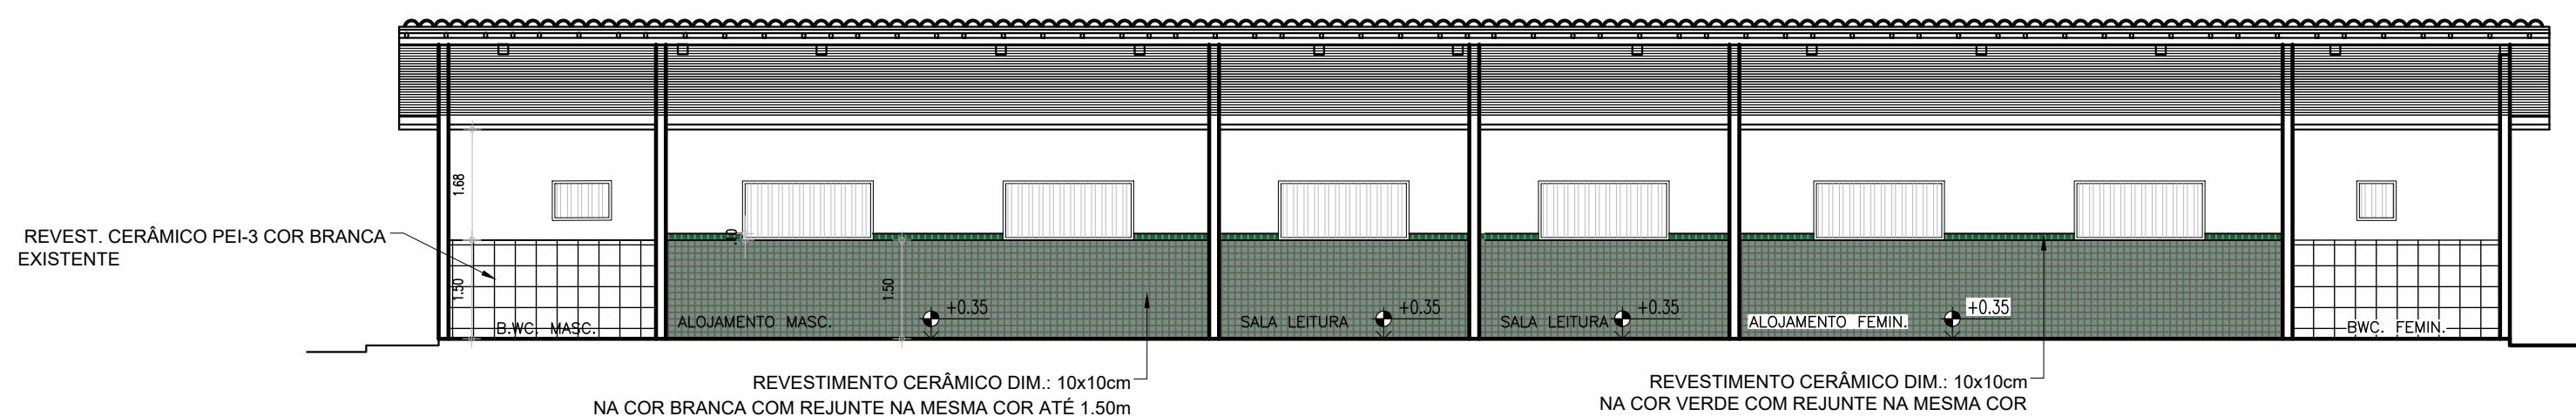 1.68
REVEST. CERÂMICO PEI-3 COR BRANCA
EXISTENTE
.10
1.50
1.50
+0.35
+0.35
+0.35
+0.35
B.WC. MASC.
ALOJAMENTO MASC.
SALA LEITURA
SALA LEITURA
ALOJAMENTO FEMIN.
BWC. FEMIN.
REVESTIMENTO CERÂMICO DIM.: 10x10cm
NA COR BRANCA COM REJUNTE NA MESMA COR ATÉ 1.50m
REVESTIMENTO CERÂMICO DIM.: 10x10cm
NA COR VERDE COM REJUNTE NA MESMA COR